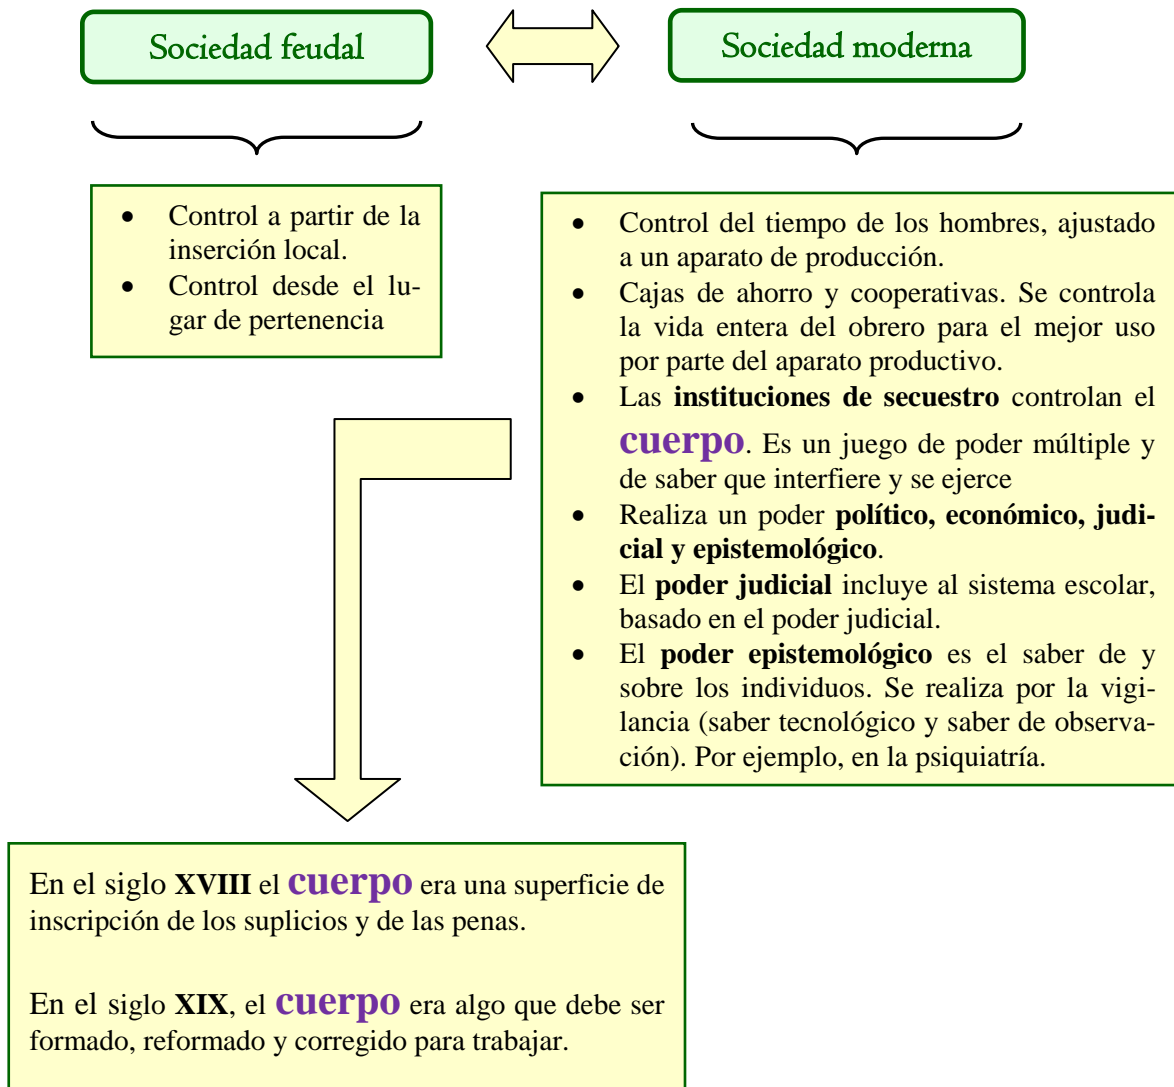 Sociedad feudal
Sociedad moderna
• Control a partir de la
inserción local.
• Control desde el lu-
gar de pertenencia
• Control del tiempo de los hombres, ajustado
a un aparato de producción.
• Cajas de ahorro y cooperativas. Se controla
la vida entera del obrero para el mejor uso
por parte del aparato productivo.
• Las instituciones de secuestro controlan el
cuerpo. Es un juego de poder múltiple y
de saber que interfiere y se ejerce
• Realiza un poder político, económico, judi-
cial y epistemológico.
• El poder judicial incluye al sistema escolar,
basado en el poder judicial.
• El poder epistemológico es el saber de y
sobre los individuos. Se realiza por la vigi-
lancia (saber tecnológico y saber de observa-
ción). Por ejemplo, en la psiquiatría.
En el siglo XVIII el cuerpo era una superficie de
inscripción de los suplicios y de las penas.
En el siglo XIX, el cuerpo era algo que debe ser
formado, reformado y corregido para trabajar.